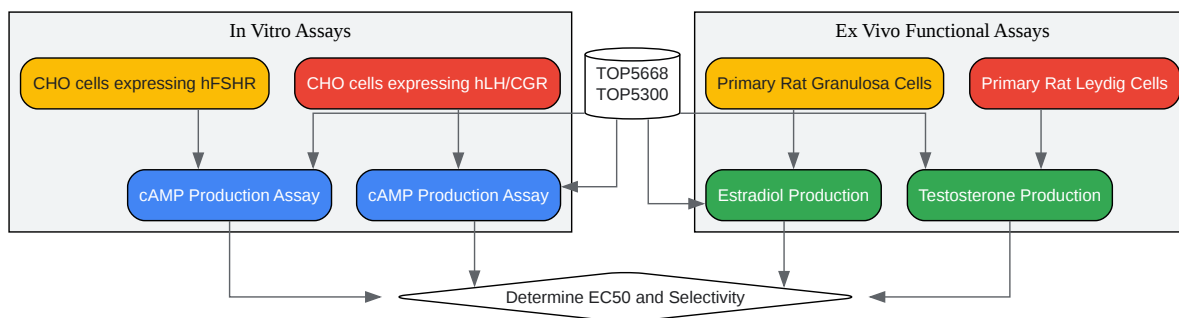 In Vitro Assays
Ex Vivo Functional Assays
CHO cells expressing hFSHR
CHO cells expressing hLH/CGR
TOP5668
TOP5300
Primary Rat Granulosa Cells
Primary Rat Leydig Cells
cAMP Production Assay
cAMP Production Assay
Estradiol Production
Testosterone Production
Determine EC50 and Selectivity